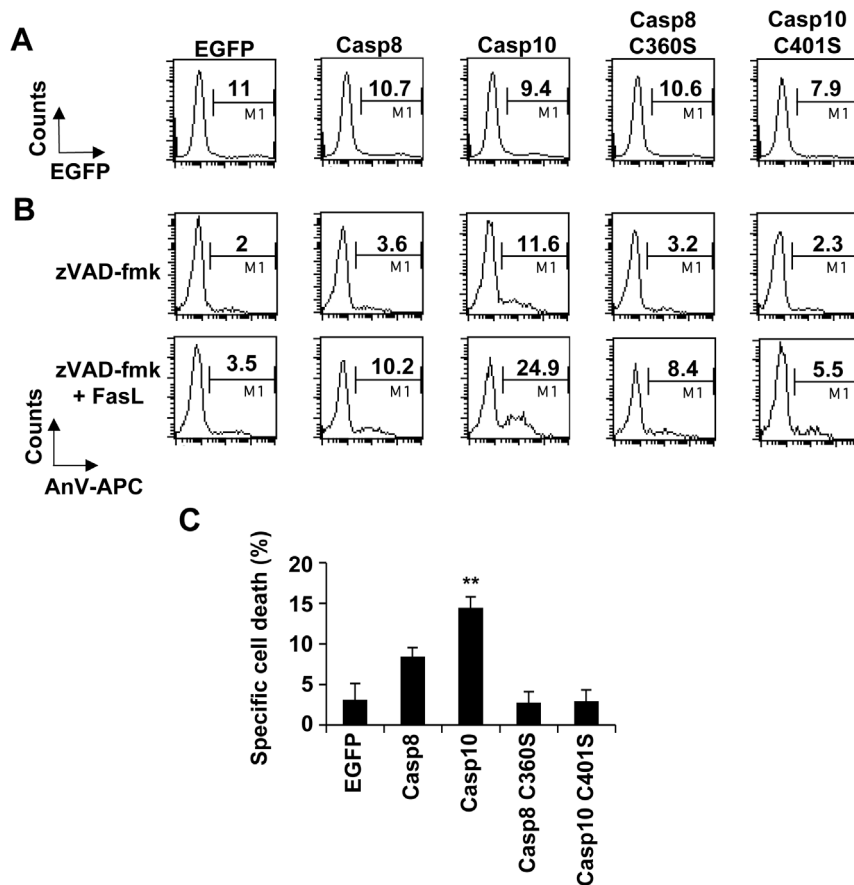 A
EGFP
Casp8
Casp10
Casp8
C360S
Casp10
C401S
Counts
EGFP
11
M1
10.7
M1
9.4
M1
10.6
M1
7.9
M1
B
zVAD-fmk
2
M1
3.6
M1
11.6
M1
3.2
M1
2.3
M1
zVAD-fmk
+ FasL
3.5
M1
10.2
M1
24.9
M1
8.4
M1
5.5
M1
Counts
AnV-APC
C
Specific cell death (%)
20
15
10
5
0
**
EGFP
Casp8
Casp10
Casp8 C360S
Casp10 C401S